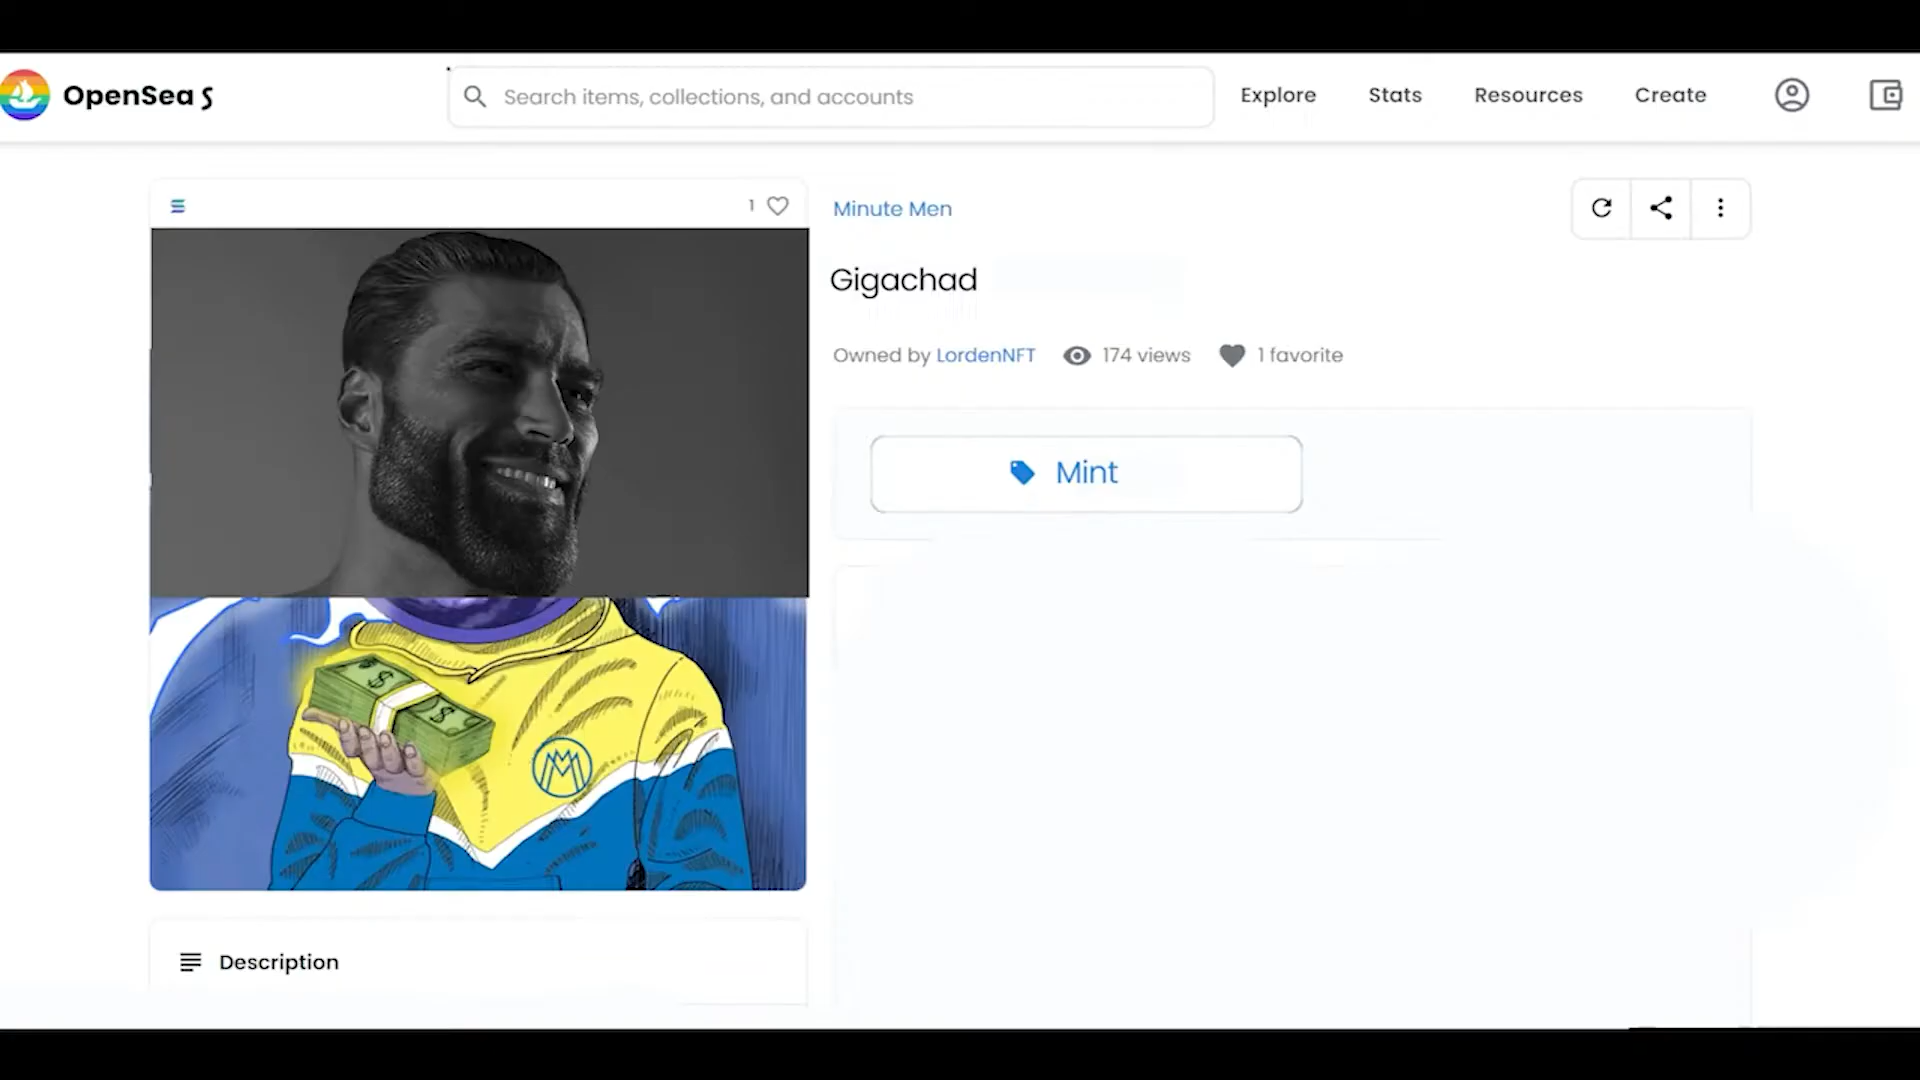 OpenSea S
Search items, collections, and accounts
Explore
Stats
Resources
Create
1
Minute Men
Gigachad
Owned by LordenNFT
174 views
1 favorite
Mint
$
$
M
Description